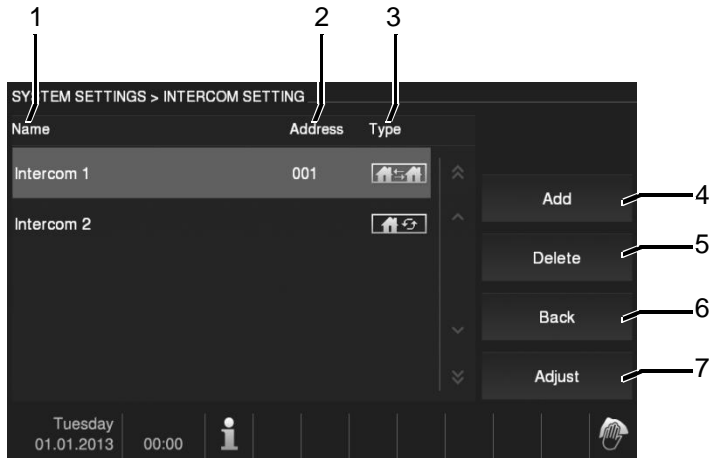 1 2 3
SYSTEM SETTINGS > INTERCOM SETTING
Name Address Type
Intercom 1 001
Intercom 2
Add 4
Delete 5
Back 6
Adjust 7
Tuesday
01.01.2013 00:00